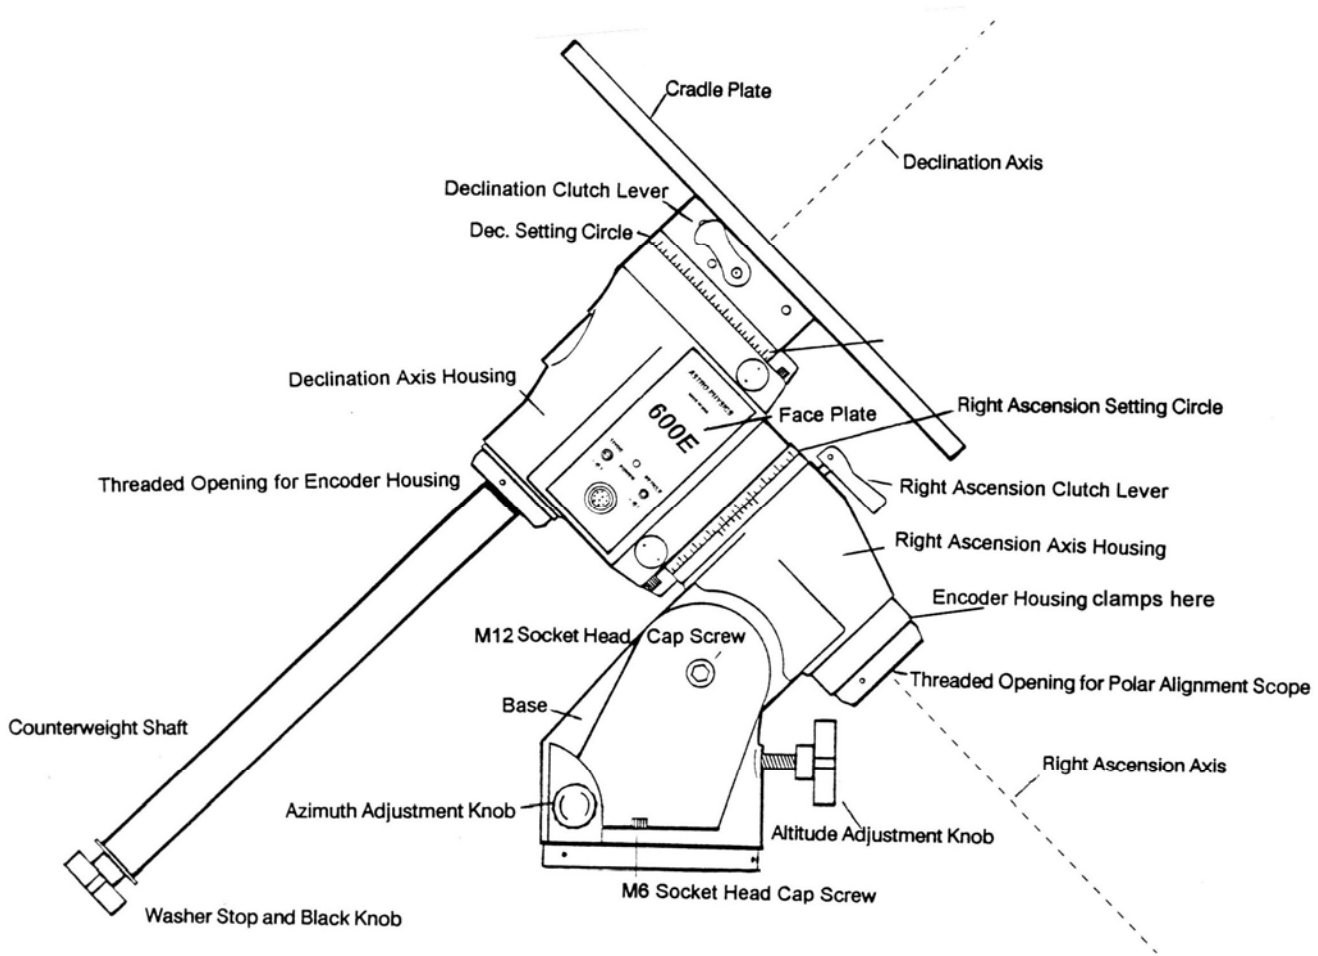 Cradle Plate
Declination Axis
Declination Clutch Lever
Dec. Setting Circle
Declination Axis Housing
ASTRO PHYSICS
600E
Face Plate
Right Ascension Setting Circle
Threaded Opening for Encoder Housing
Right Ascension Clutch Lever
Right Ascension Axis Housing
Encoder Housing clamps here
M12 Socket Head Cap Screw
Threaded Opening for Polar Alignment Scope
Base
Counterweight Shaft
Right Ascension Axis
Azimuth Adjustment Knob
Altitude Adjustment Knob
M6 Socket Head Cap Screw
Washer Stop and Black Knob